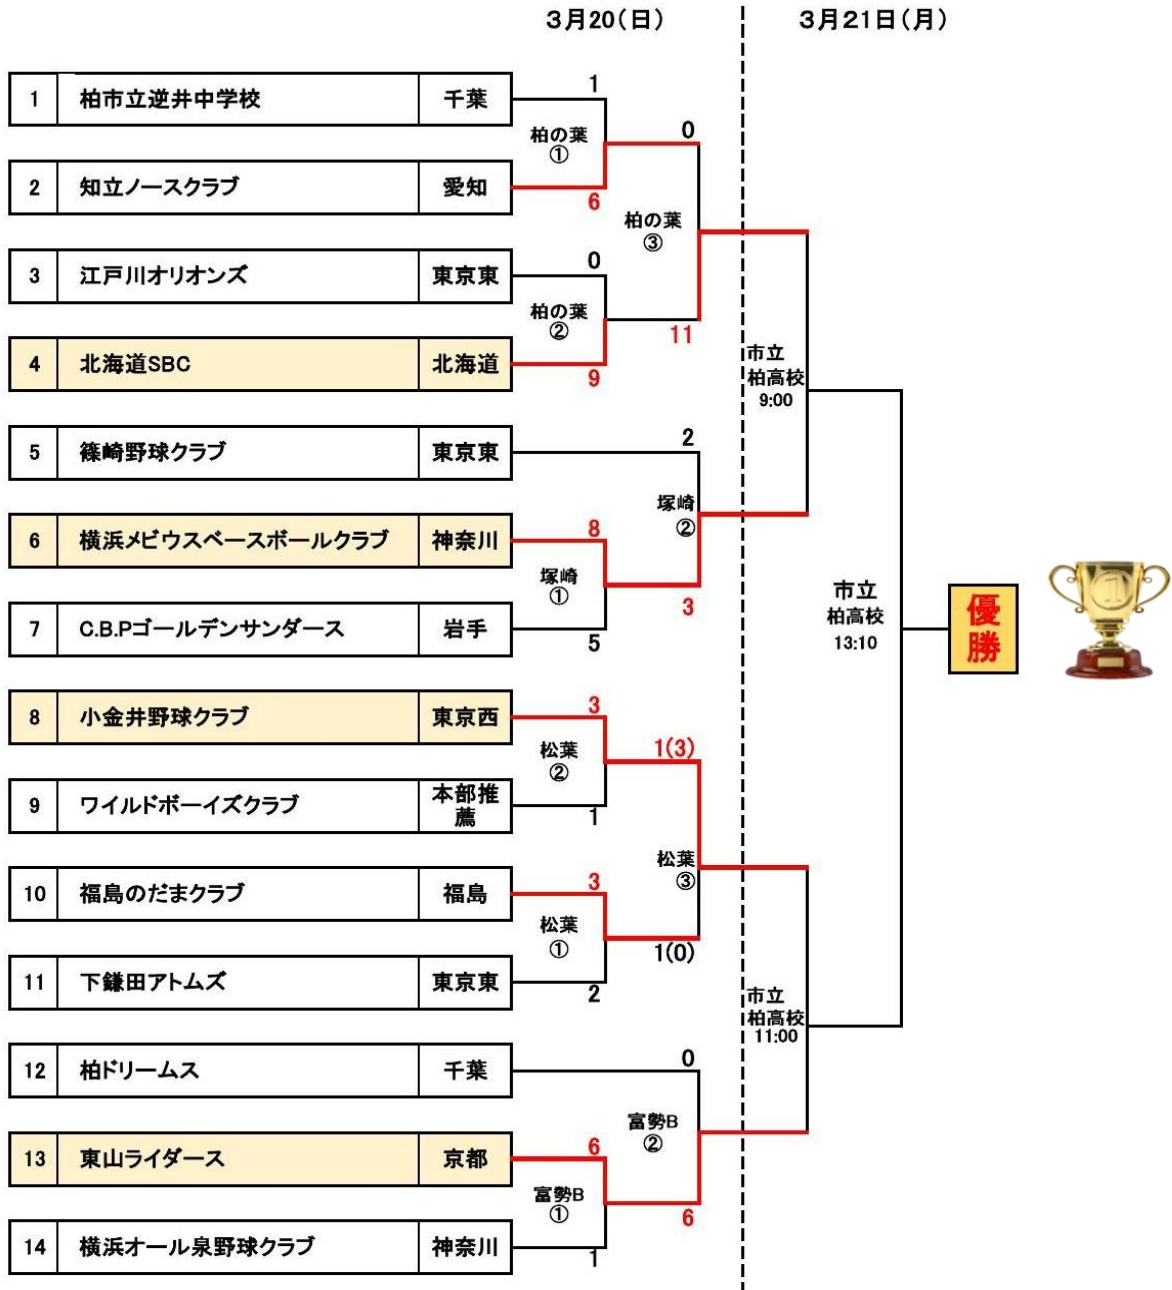 3月20(日)
3月21日(月)
1 柏市立逆井中学校 千葉
1
柏の葉
①
0
2 知立ノースクラブ 愛知
6
柏の葉
③
3 江戸川オリオンズ 東京東
0
柏の葉
②
11
4 北海道SBC 北海道
9
市立
柏高校
9:00
5 篠崎野球クラブ 東京東
2
塚崎
②
6 横浜メビウスベースボールクラブ 神奈川
8
塚崎
①
3
7 C.B.Pゴールデンサンダース 岩手
5
市立
柏高校
13:10
優
勝
1
8 小金井野球クラブ 東京西
3
松葉
②
1(3)
9 ワイルドボーイズクラブ 本部推
薦
1
松葉
③
10 福島のだまクラブ 福島
3
松葉
①
1(0)
11 下鎌田アトムズ 東京東
2
市立
柏高校
11:00
12 柏ドリームス 千葉
0
富勢B
②
13 東山ライダース 京都
6
富勢B
①
6
14 横浜オール泉野球クラブ 神奈川
1